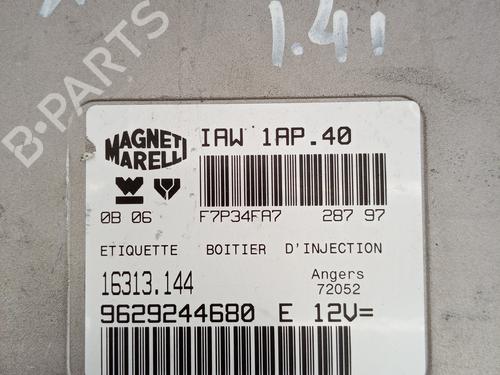 1.4i
B-PARTS
MAGNETI MARELLI
IAW 1AP.40
0B 06
F7P34FA7 287 97
ETIQUETTE BOITIER D'INJECTION
16313.144
Angers
72052
9629244680 E 12V=